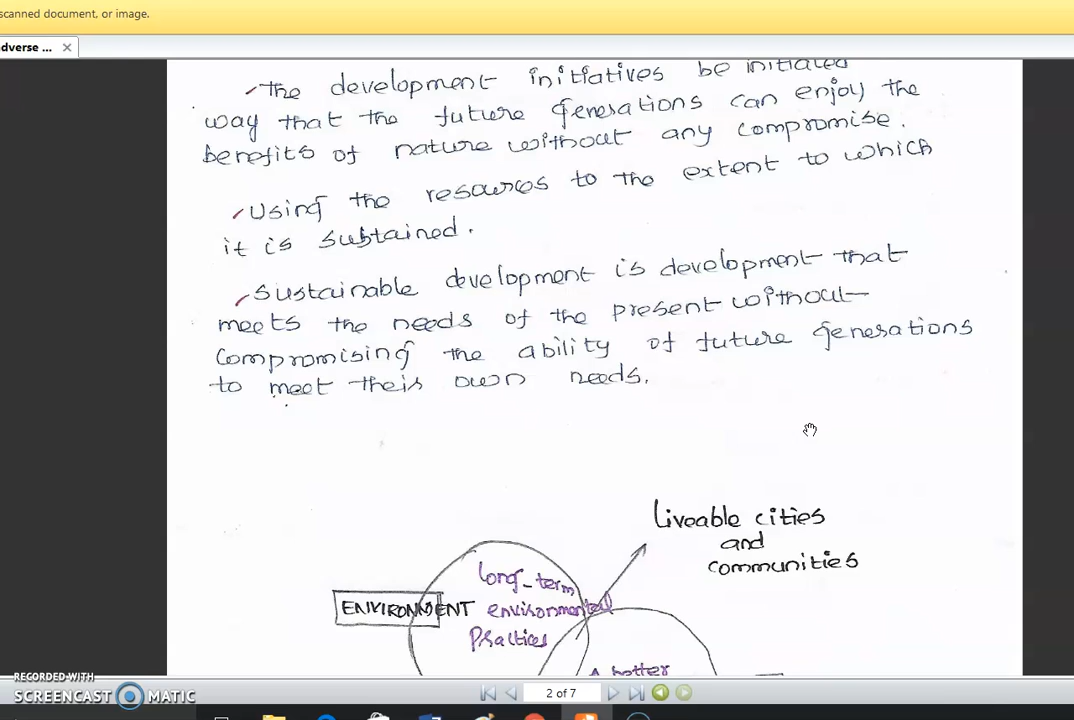 scanned document, or image.
dverse ...
The development initiatives be initiated
way that the future generations can enjoy the
benefits of nature without any compromise.
Using the resources to the extent to which
it is sustained.
Sustainable development is development that
meets the needs of the present without
compromising the ability of future generations
to meet their own needs.
Liveable cities
and
communities
Long-term
ENVIRONMENT environmental
Practices
A better
RECORDED WITH
SCREENCAST MATIC
2 of 7